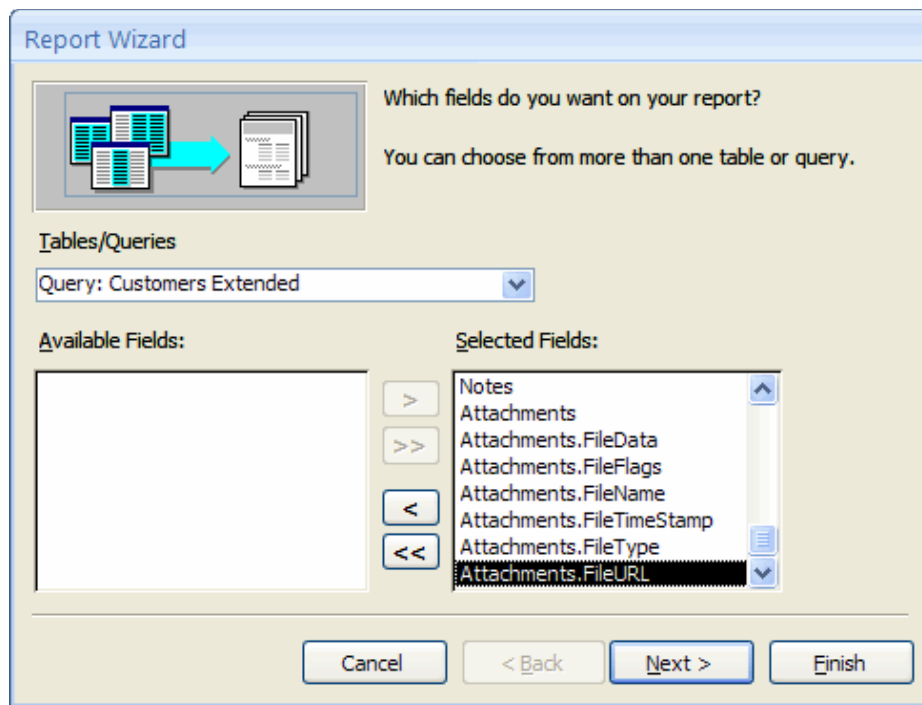 Report Wizard
Which fields do you want on your report?
You can choose from more than one table or query.
Tables/Queries
Query: Customers Extended
Available Fields:
Selected Fields:
Notes
Attachments
Attachments.FileData
Attachments.FileFlags
Attachments.FileName
Attachments.FileTimeStamp
Attachments.FileType
Attachments.FileURL
>
>>
<
<<
Cancel
< Back
Next >
Finish